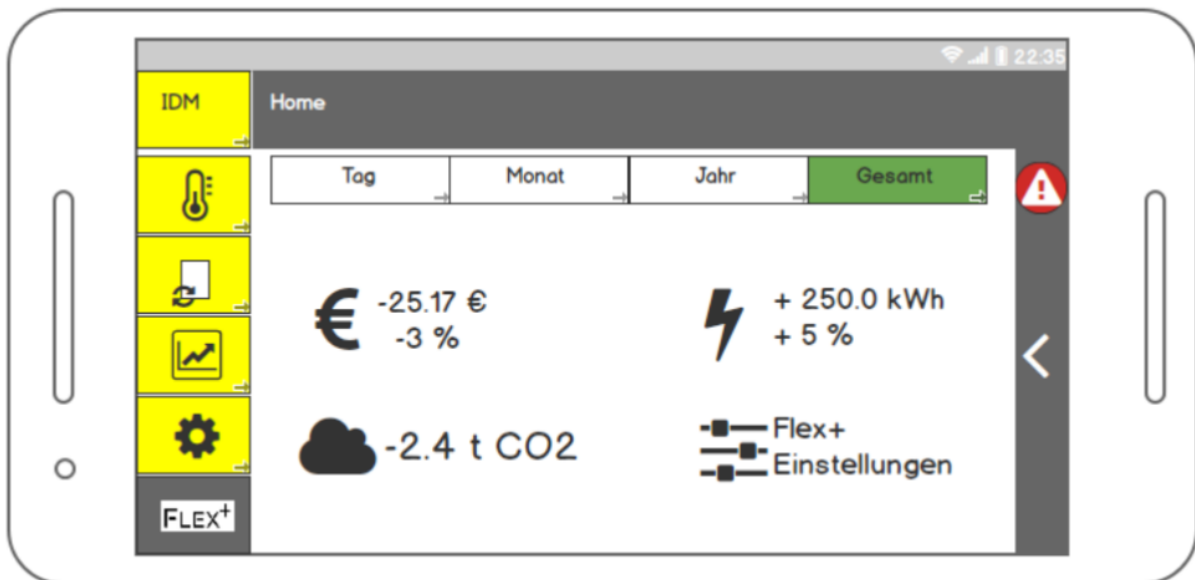 22:35
IDM
Home
Tag
Monat
Jahr
Gesamt
-25.17 €
-3 %
+ 250.0 kWh
+ 5 %
-2.4 t CO2
Flex+
Einstellungen
FLEX+